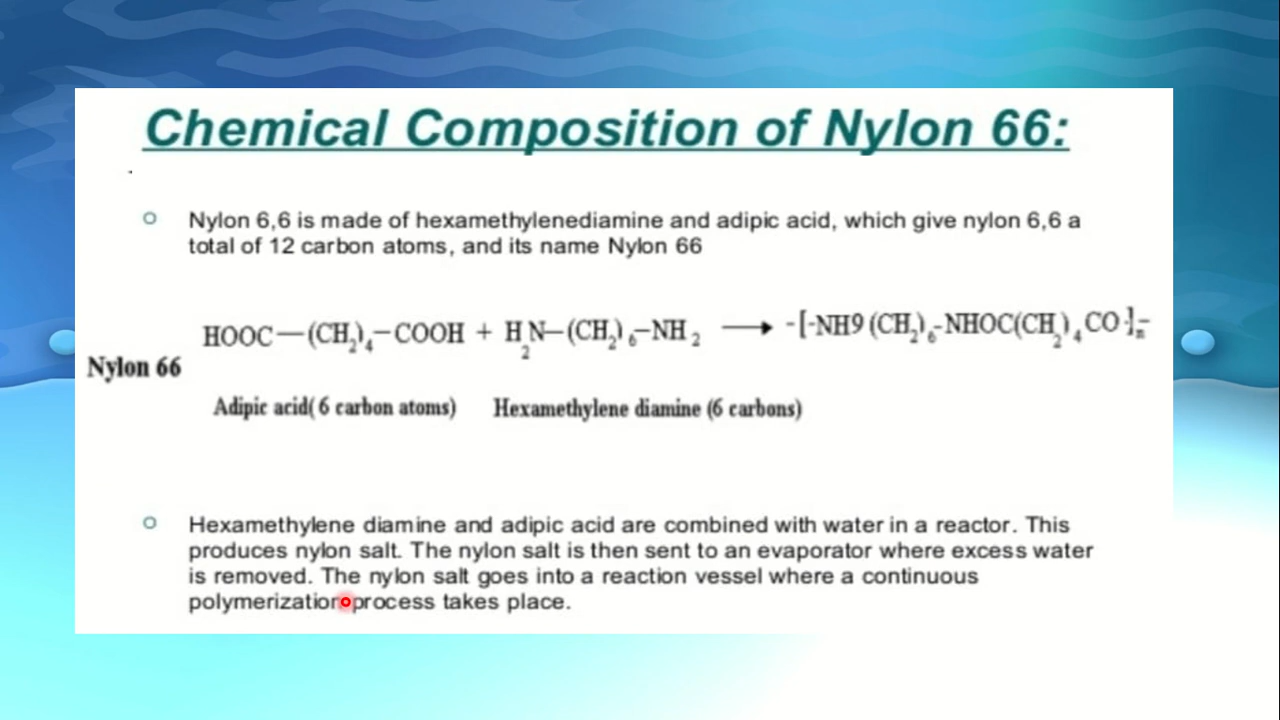 Chemical Composition of Nylon 66:
Nylon 6,6 is made of hexamethylenediamine and adipic acid, which give nylon 6,6 a
total of 12 carbon atoms, and its name Nylon 66
HOOC—(CH₂)₄—COOH + H₂N—(CH₂)₆—NH₂ ⟶ -[-NH9 (CH₂)₆-NHOC(CH₂)₄CO-]ₙ-
Nylon 66
Adipic acid( 6 carbon atoms) Hexamethylene diamine (6 carbons)
Hexamethylene diamine and adipic acid are combined with water in a reactor. This
produces nylon salt. The nylon salt is then sent to an evaporator where excess water
is removed. The nylon salt goes into a reaction vessel where a continuous
polymerization process takes place.